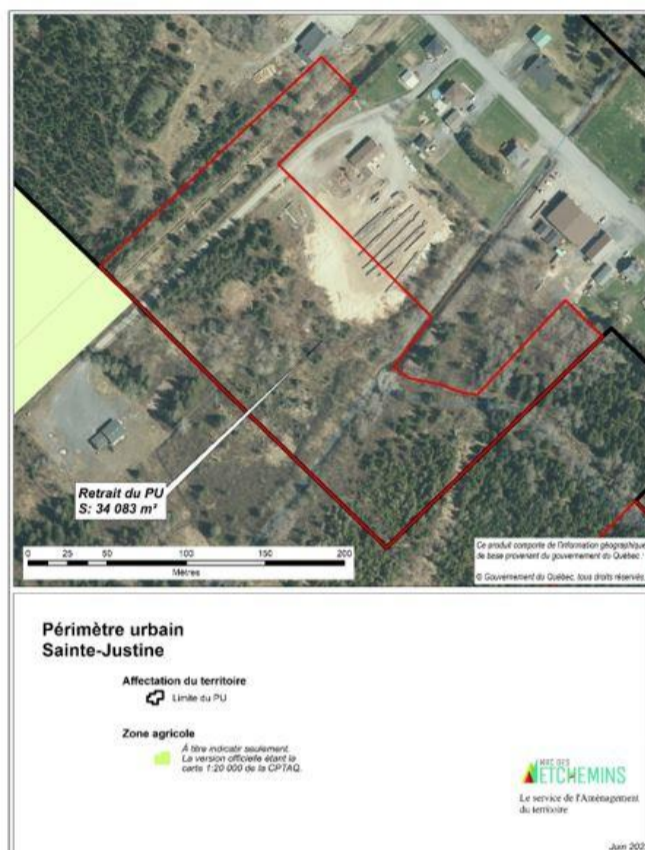 Retrait du PU
S: 34 083 m²
0 25 50 100 150 200
Mètres
Ce produit comporte de l'information géographique
de base provenant du gouvernement du Québec.
© Gouvernement du Québec, tous droits réservés.
Périmètre urbain
Sainte-Justine
Affectation du territoire
Limite du PU
Zone agricole
À titre indicatif seulement.
La version officielle étant la
carte 1:20 000 de la CPTAQ.
MRC DES
ETCHEMINS
Le service de l'Aménagement
du territoire
Juin 202